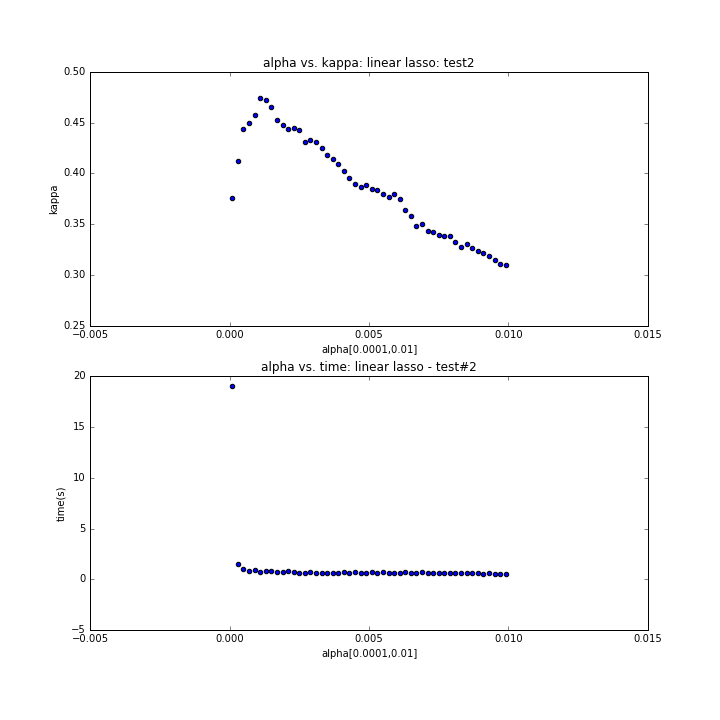 alpha vs. kappa: linear lasso: test2
0.50
0.45
0.40
0.35
0.30
0.25
kappa
−0.005 0.000 0.005 0.010 0.015
alpha[0.0001,0.01]
alpha vs. time: linear lasso - test#2
20
15
10
5
0
−5
time(s)
−0.005 0.000 0.005 0.010 0.015
alpha[0.0001,0.01]